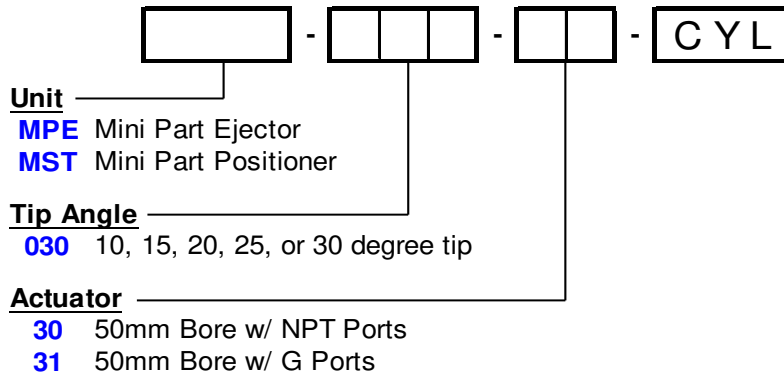 - - - CYL
Unit
MPE Mini Part Ejector
MST Mini Part Positioner
Tip Angle
030 10, 15, 20, 25, or 30 degree tip
Actuator
30 50mm Bore w/ NPT Ports
31 50mm Bore w/ G Ports